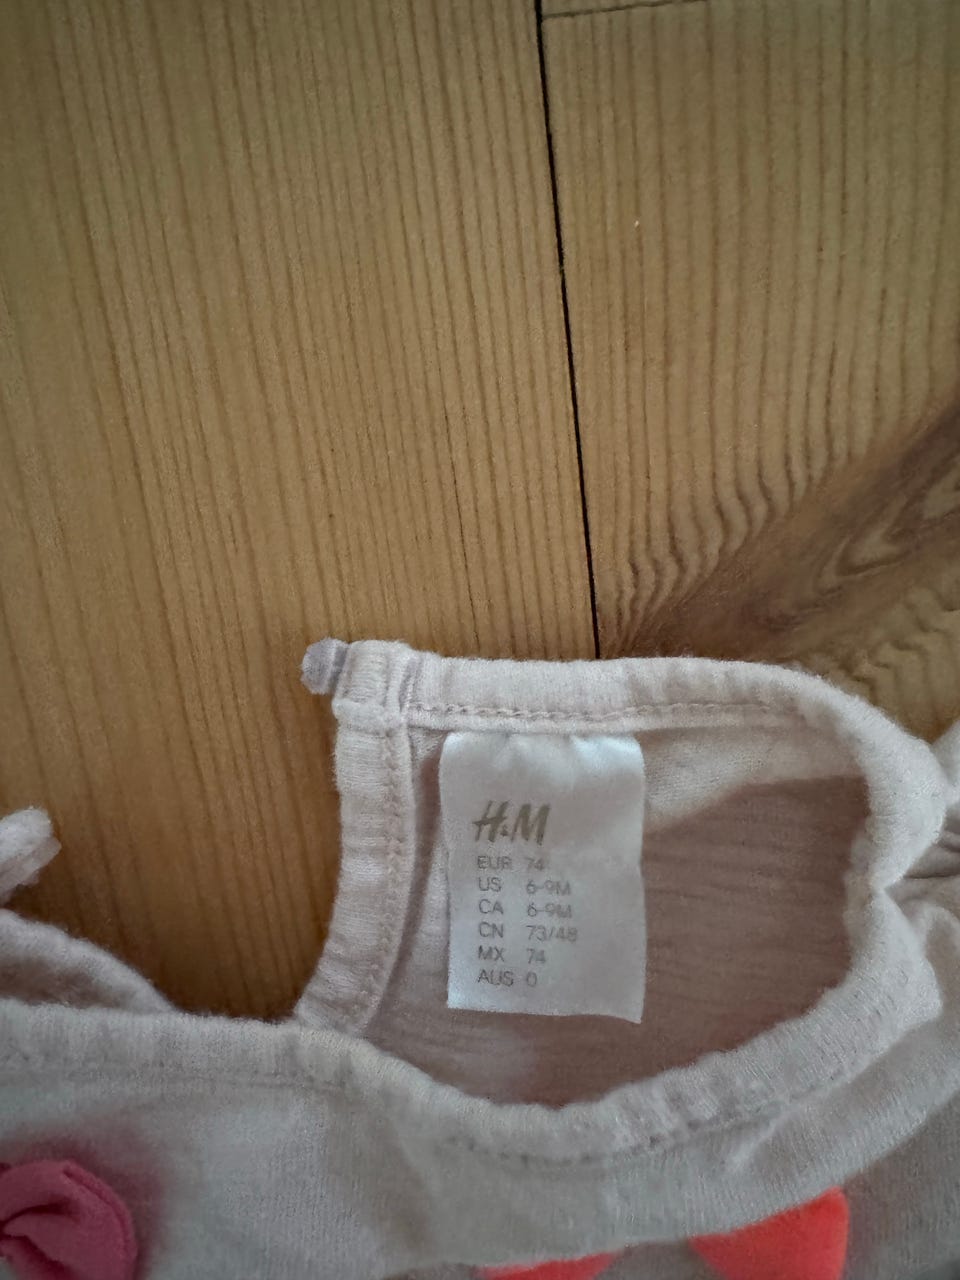 H&M
EUR 74
US 6-9M
CA 6-9M
CN 73/48
MX 74
AUS 0